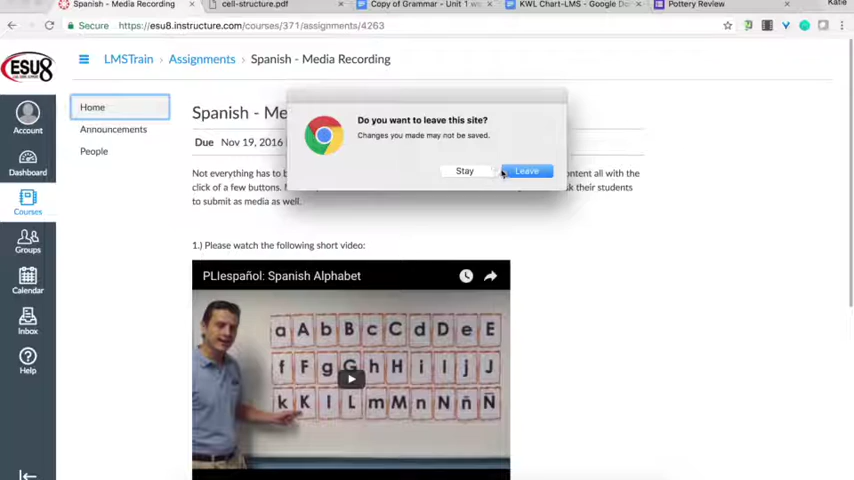 Spanish - Media Recording
cell-structure.pdf
Copy of Grammar - Unit 1
KWL Chart-LMS - Google Do
Pottery Review
Katie
Secure
https://esu8.instructure.com/courses/371/assignments/4263
ESU8
LMSTrain > Assignments > Spanish - Media Recording
Home
Announcements
People
Account
Dashboard
Courses
Groups
Calendar
Inbox
Help
Spanish - Me
Due Nov 19, 2016
Do you want to leave this site?
Changes you made may not be saved.
Stay
Leave
Not everything has to b
ontent all with the
click of a few buttons. M
k their students
to submit as media as well.
1.) Please watch the following short video:
PLIespañol: Spanish Alphabet
a A b B c C d D e E
f F g G h H i I j J
k K l L m M n N ñ Ñ